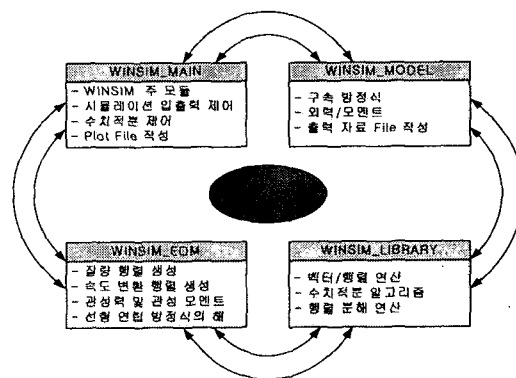 WINSIM_MAIN
- WINSIM 주 모듈
- 시뮬레이션 입출력 제어
- 수치적분 제어
- Plot File 작성
WINSIM_MODEL
- 구속 방정식
- 외력/모멘트
- 출력 자료 File 작성
WINSIM_EOM
- 질량 행렬 생성
- 속도 변환 행렬 생성
- 관성력 및 관성 모멘트
- 선형 연립 방정식의 해
WINSIM_LIBRARY
- 벡터/행렬 연산
- 수치적분 알고리즘
- 행렬 분해 연산